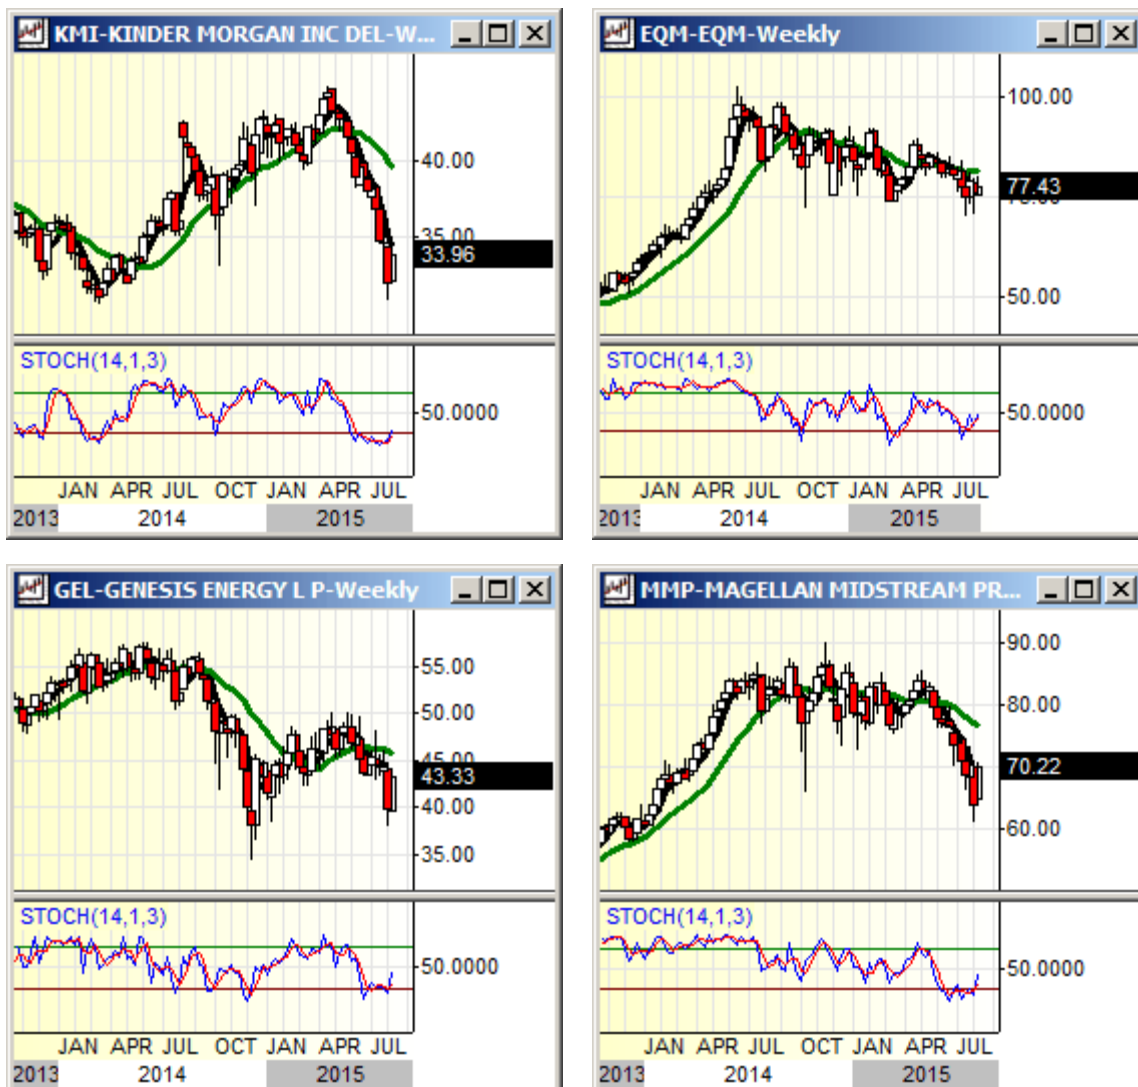 KMI-KINDER MORGAN INC DEL-W...
40.00
35.00
33.96
STOCH(14,1,3)
50.0000
JAN APR JUL OCT JAN APR JUL
2013 2014 2015
EQM-EQM-Weekly
100.00
77.43
50.00
STOCH(14,1,3)
50.0000
JAN APR JUL OCT JAN APR JUL
2013 2014 2015
GEL-GENESIS ENERGY L P-Weekly
55.00
50.00
45.00
43.33
40.00
35.00
STOCH(14,1,3)
50.0000
JAN APR JUL OCT JAN APR JUL
2013 2014 2015
MMP-MAGELLAN MIDSTREAM PR...
90.00
80.00
70.22
60.00
STOCH(14,1,3)
50.0000
JAN APR JUL OCT JAN APR JUL
2013 2014 2015